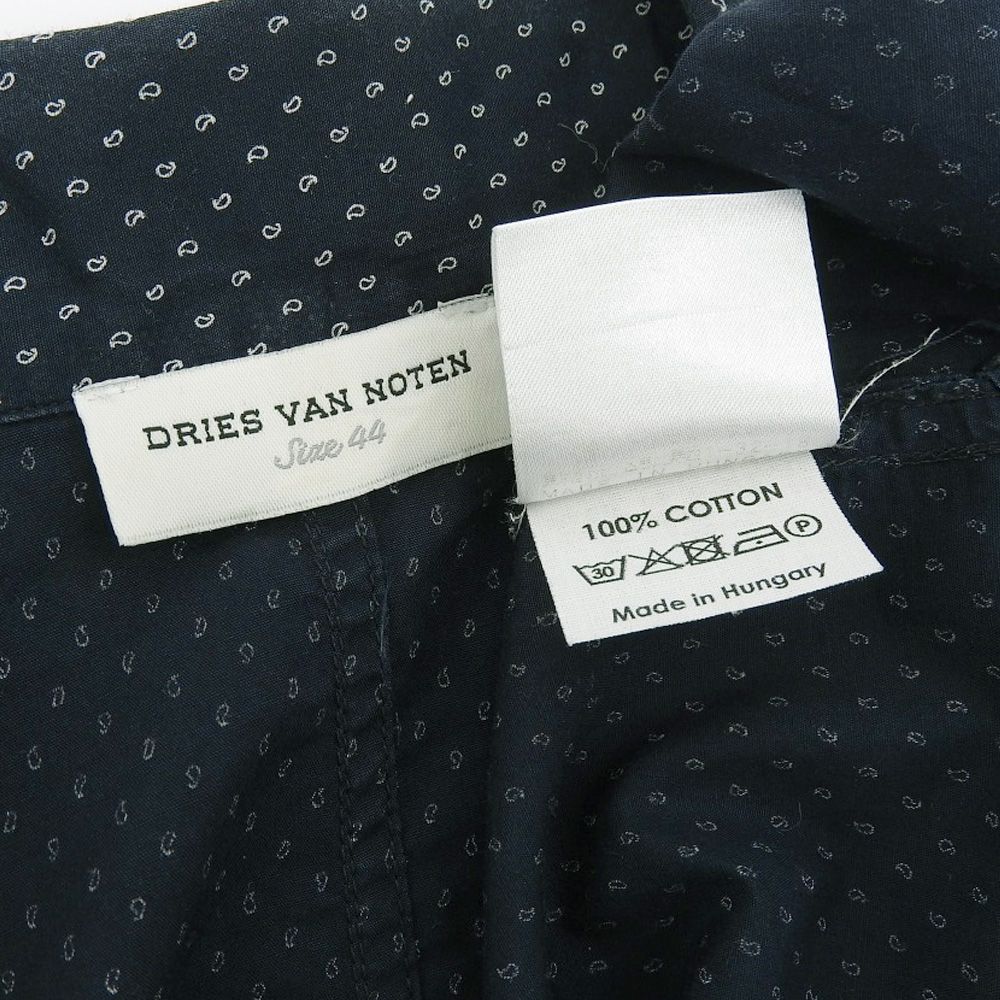 DRIES VAN NOTEN
Size 44
100% COTTON
30 P
Made in Hungary